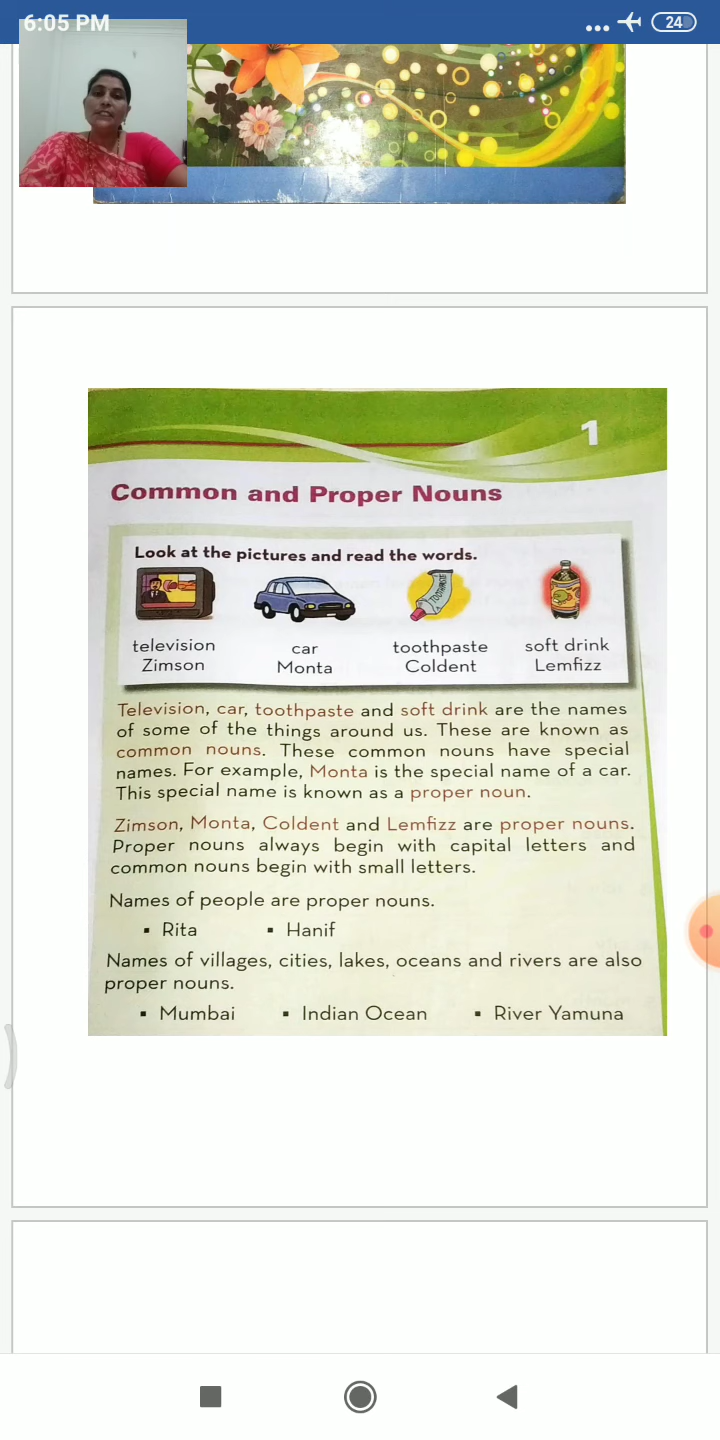 6:05 PM
24
1
Common and Proper Nouns
Look at the pictures and read the words.
TOOTHPASTE
television car toothpaste soft drink
Zimson Monta Coldent Lemfizz
Television, car, toothpaste and soft drink are the names
of some of the things around us. These are known as
common nouns. These common nouns have special
names. For example, Monta is the special name of a car.
This special name is known as a proper noun.
Zimson, Monta, Coldent and Lemfizz are proper nouns.
Proper nouns always begin with capital letters and
common nouns begin with small letters.
Names of people are proper nouns.
▪ Rita ▪ Hanif
Names of villages, cities, lakes, oceans and rivers are also
proper nouns.
▪ Mumbai ▪ Indian Ocean ▪ River Yamuna